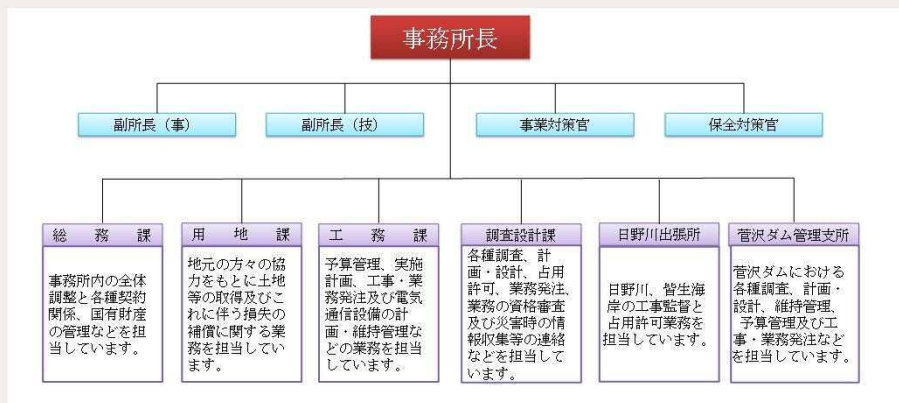 事務所長
副所長（事）
副所長（技）
事業対策官
保全対策官
総務課
事務所内の全体
調整と各種契約
関係、国有財産
の管理などを担
当しています。
用地課
地元の方々の協
力をもとに土地
等の取得及びこ
れに伴う損失の
補償に関する業
務を担当してい
ます。
工務課
予算管理、実施
計画、工事・業
務発注及び電気
通信設備の計
画・維持管理な
どの業務を担当
しています。
調査設計課
各種調査、計
画・設計、占用
許可、業務発注、
業務の資格審査
及び災害時の情
報収集等の連絡
などを担当して
います。
日野川出張所
日野川、皆生海
岸の工事監督と
占用許可業務を
担当しています。
菅沢ダム管理支所
菅沢ダムにおける
各種調査、計画・
設計、維持管理、
予算管理及び工
事・業務発注など
を担当しています。